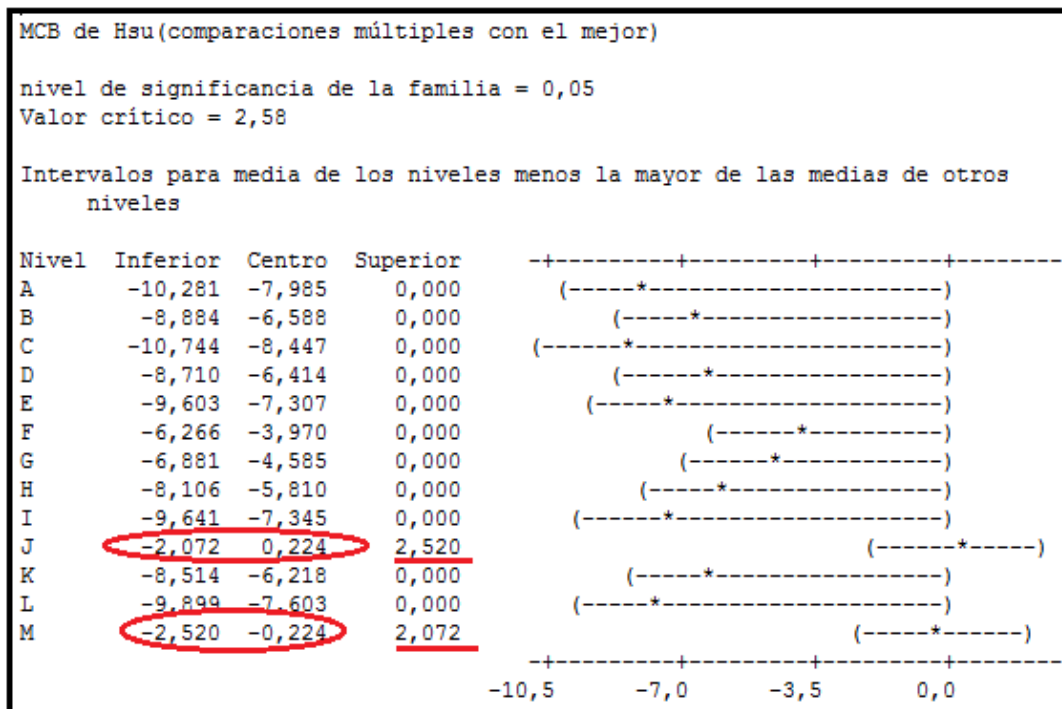 MCB de Hsu(comparaciones múltiples con el mejor)
nivel de significancia de la familia = 0,05
Valor crítico = 2,58
Intervalos para media de los niveles menos la mayor de las medias de otros
niveles
Nivel Inferior Centro Superior -+---------+---------+---------+--------
A -10,281 -7,985 0,000 (-----*----------------------)
B -8,884 -6,588 0,000 (-----*------------------)
C -10,744 -8,447 0,000 (------*-----------------------)
D -8,710 -6,414 0,000 (------*-----------------)
E -9,603 -7,307 0,000 (-----*--------------------)
F -6,266 -3,970 0,000 (------*----------)
G -6,881 -4,585 0,000 (------*------------)
H -8,106 -5,810 0,000 (-----*----------------)
I -9,641 -7,345 0,000 (------*--------------------)
J -2,072 0,224 2,520 (------*-----)
K -8,514 -6,218 0,000 (-----*-----------------)
L -9,899 -7,603 0,000 (-----*---------------------)
M -2,520 -0,224 2,072 (-----*------)
-+---------+---------+---------+--------
-10,5 -7,0 -3,5 0,0